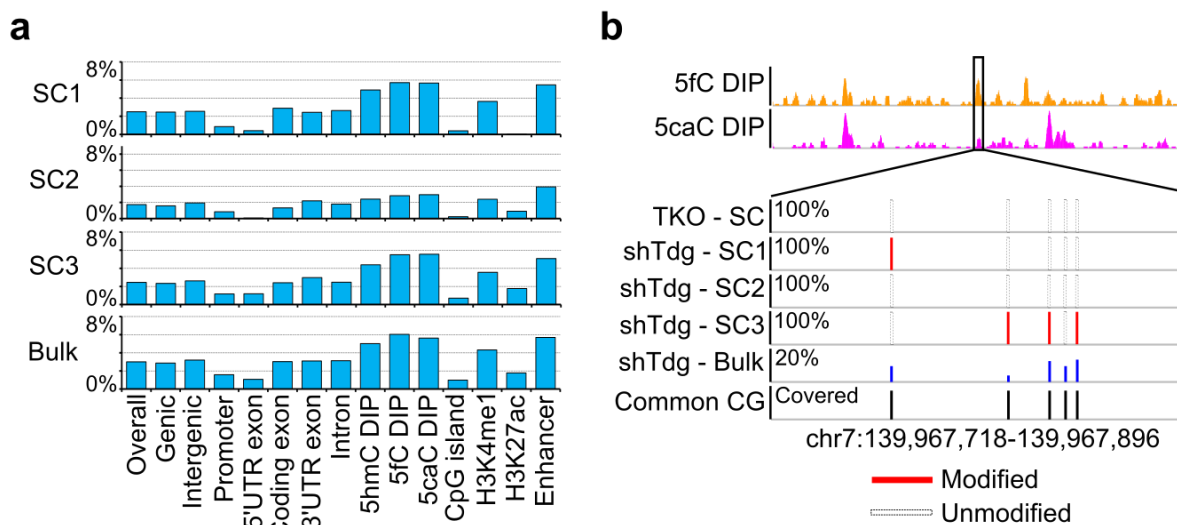 a
SC1
8%
0%
SC2
8%
0%
SC3
8%
0%
Bulk
8%
0%
Overall
Genic
Intergenic
Promoter
5'UTR exon
Coding exon
3'UTR exon
Intron
5hmC DIP
5fC DIP
5caC DIP
CpG island
H3K4me1
H3K27ac
Enhancer
b
5fC DIP
5caC DIP
TKO - SC 100%
shTdg - SC1 100%
shTdg - SC2 100%
shTdg - SC3 100%
shTdg - Bulk 20%
Common CG Covered
chr7:139,967,718-139,967,896
Modified
Unmodified